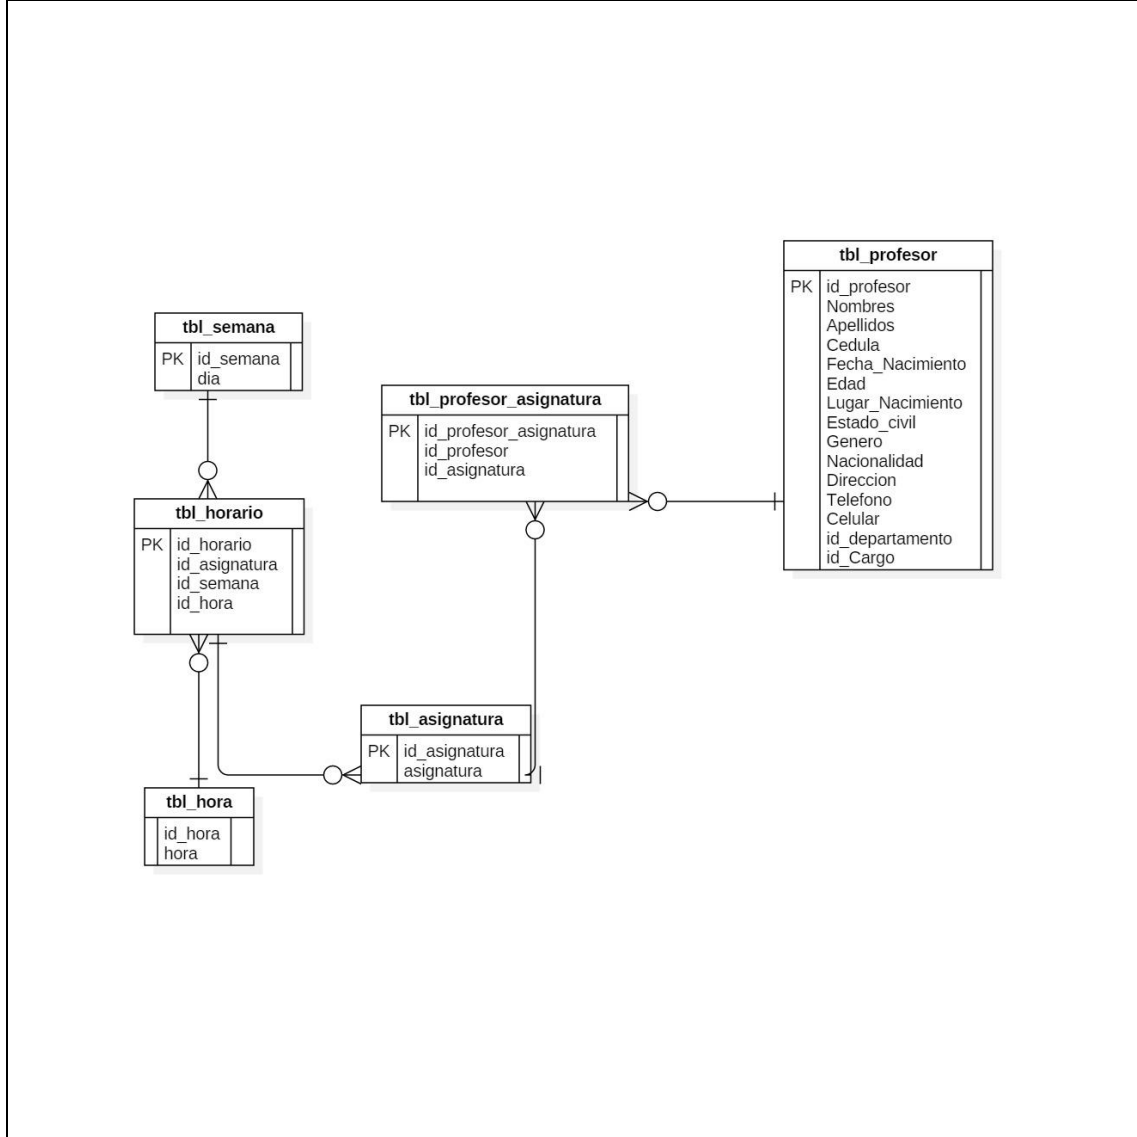 tbl_profesor
PK id_profesor
Nombres
Apellidos
Cedula
Fecha_Nacimiento
Edad
Lugar_Nacimiento
Estado_civil
Genero
Nacionalidad
Direccion
Telefono
Celular
id_departamento
id_Cargo
tbl_semana
PK id_semana
dia
tbl_profesor_asignatura
PK id_profesor_asignatura
id_profesor
id_asignatura
tbl_horario
PK id_horario
id_asignatura
id_semana
id_hora
tbl_asignatura
PK id_asignatura
asignatura
tbl_hora
id_hora
hora